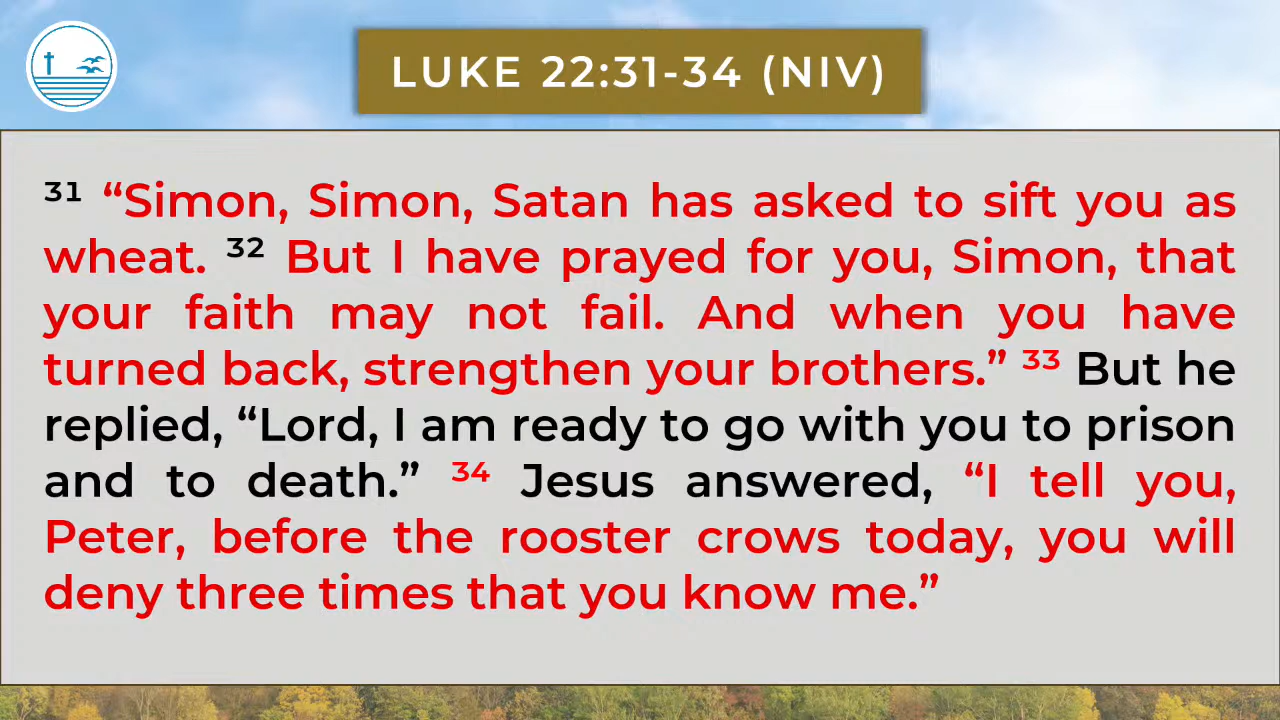 LUKE 22:31-34 (NIV)
31 “Simon, Simon, Satan has asked to sift you as
wheat. 32 But I have prayed for you, Simon, that
your faith may not fail. And when you have
turned back, strengthen your brothers.” 33 But he
replied, “Lord, I am ready to go with you to prison
and to death.” 34 Jesus answered, “I tell you,
Peter, before the rooster crows today, you will
deny three times that you know me.”